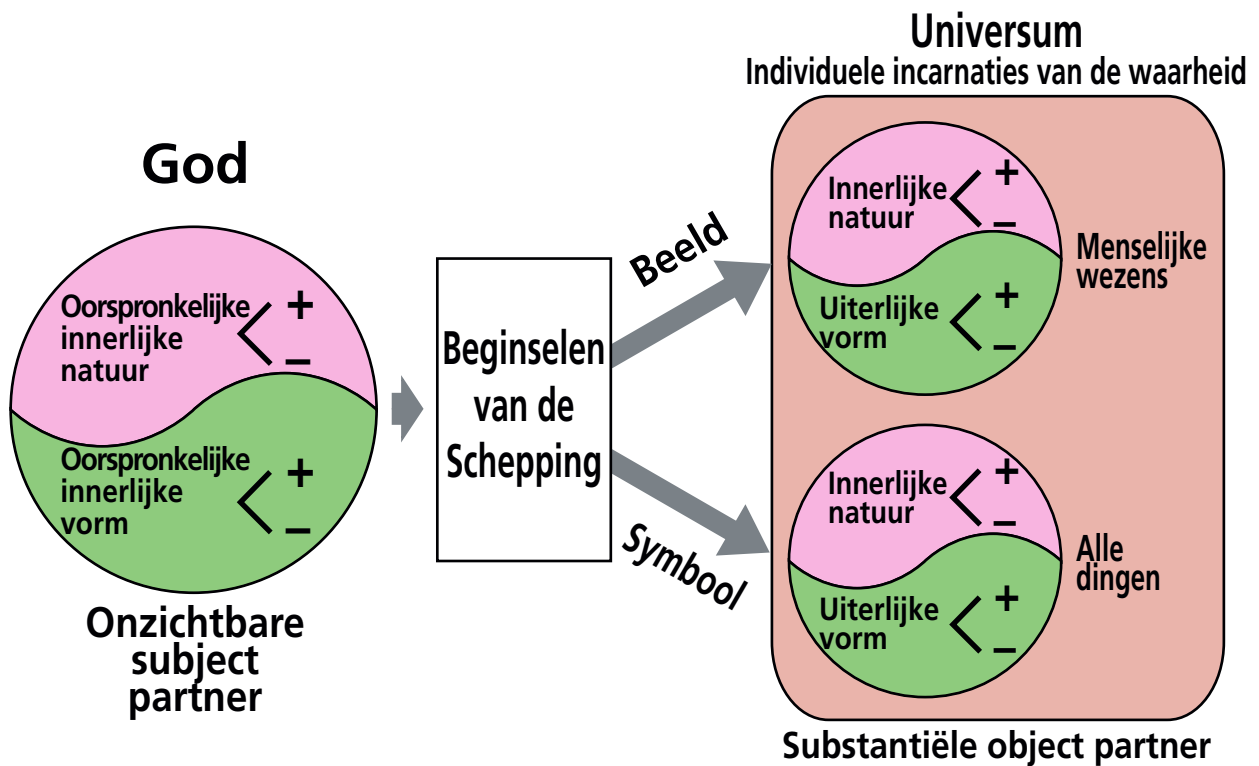 God
Oorspronkelijke
innerlijke
natuur
+
–
Oorspronkelijke
innerlijke
vorm
+
–
Onzichtbare
subject
partner
Beginselen
van de
Schepping
Beeld
Symbool
Universum
Individuele incarnaties van de waarheid
Innerlijke
natuur
+
–
Uiterlijke
vorm
+
–
Menselijke
wezens
Innerlijke
natuur
+
–
Uiterlijke
vorm
+
–
Alle
dingen
Substantiële object partner